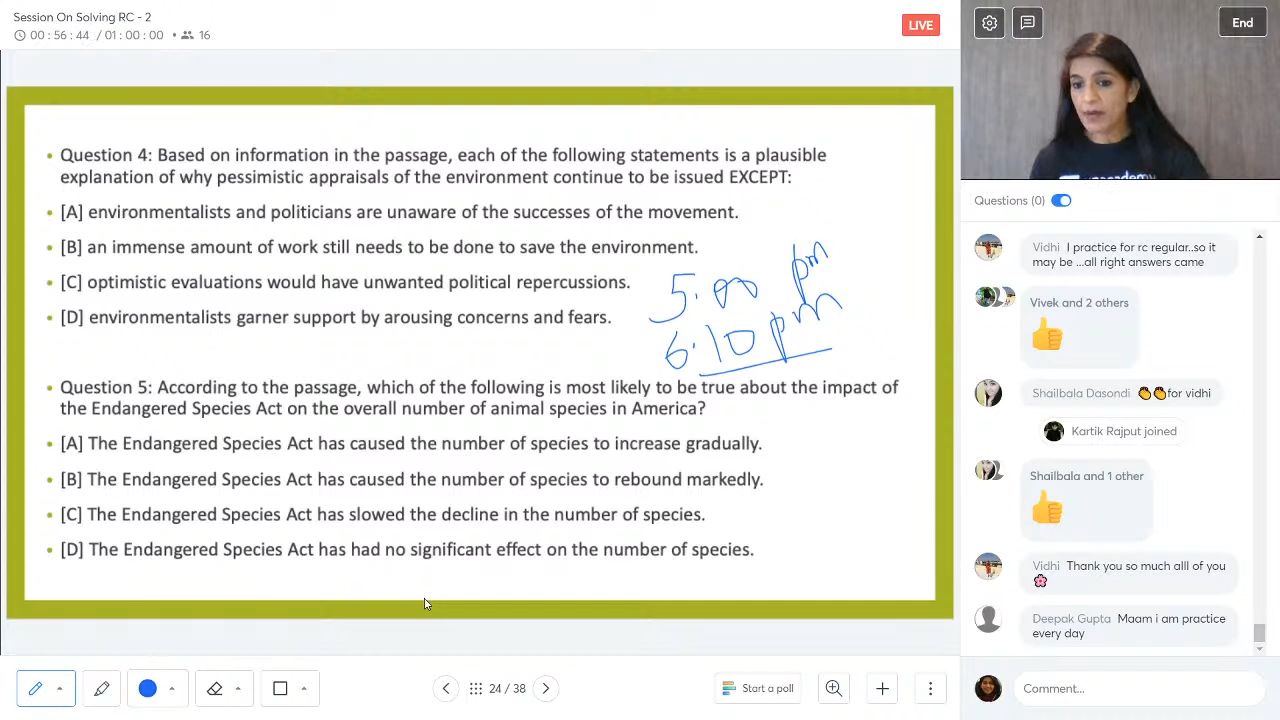 Session On Solving RC - 2
00 : 56 : 44 / 01 : 00 : 00 • 16
LIVE
End
• Question 4: Based on information in the passage, each of the following statements is a plausible
explanation of why pessimistic appraisals of the environment continue to be issued EXCEPT:
• [A] environmentalists and politicians are unaware of the successes of the movement.
• [B] an immense amount of work still needs to be done to save the environment.
• [C] optimistic evaluations would have unwanted political repercussions.
• [D] environmentalists garner support by arousing concerns and fears.
5.00 pm
6.10 pm
• Question 5: According to the passage, which of the following is most likely to be true about the impact of
the Endangered Species Act on the overall number of animal species in America?
• [A] The Endangered Species Act has caused the number of species to increase gradually.
• [B] The Endangered Species Act has caused the number of species to rebound markedly.
• [C] The Endangered Species Act has slowed the decline in the number of species.
• [D] The Endangered Species Act has had no significant effect on the number of species.
24 / 38
Start a poll
Questions (0)
Vidhi I practice for rc regular..so it
may be ...all right answers came
Vivek and 2 others
👍
Shailbala Dasondi 👏👏for vidhi
Kartik Rajput joined
Shailbala and 1 other
👍
Vidhi Thank you so much alll of you
🌸
Deepak Gupta Maam i am practice
every day
Comment...